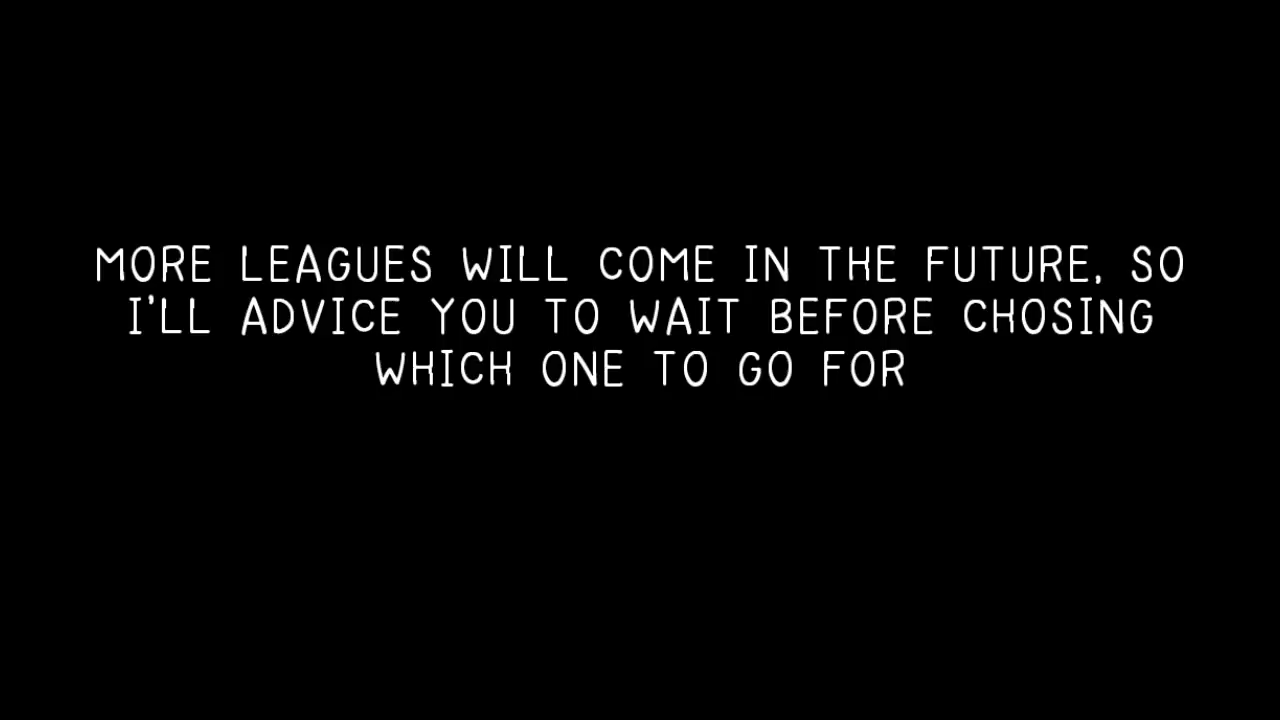 MORE LEAGUES WILL COME IN THE FUTURE, SO
I'LL ADVICE YOU TO WAIT BEFORE CHOSING
WHICH ONE TO GO FOR